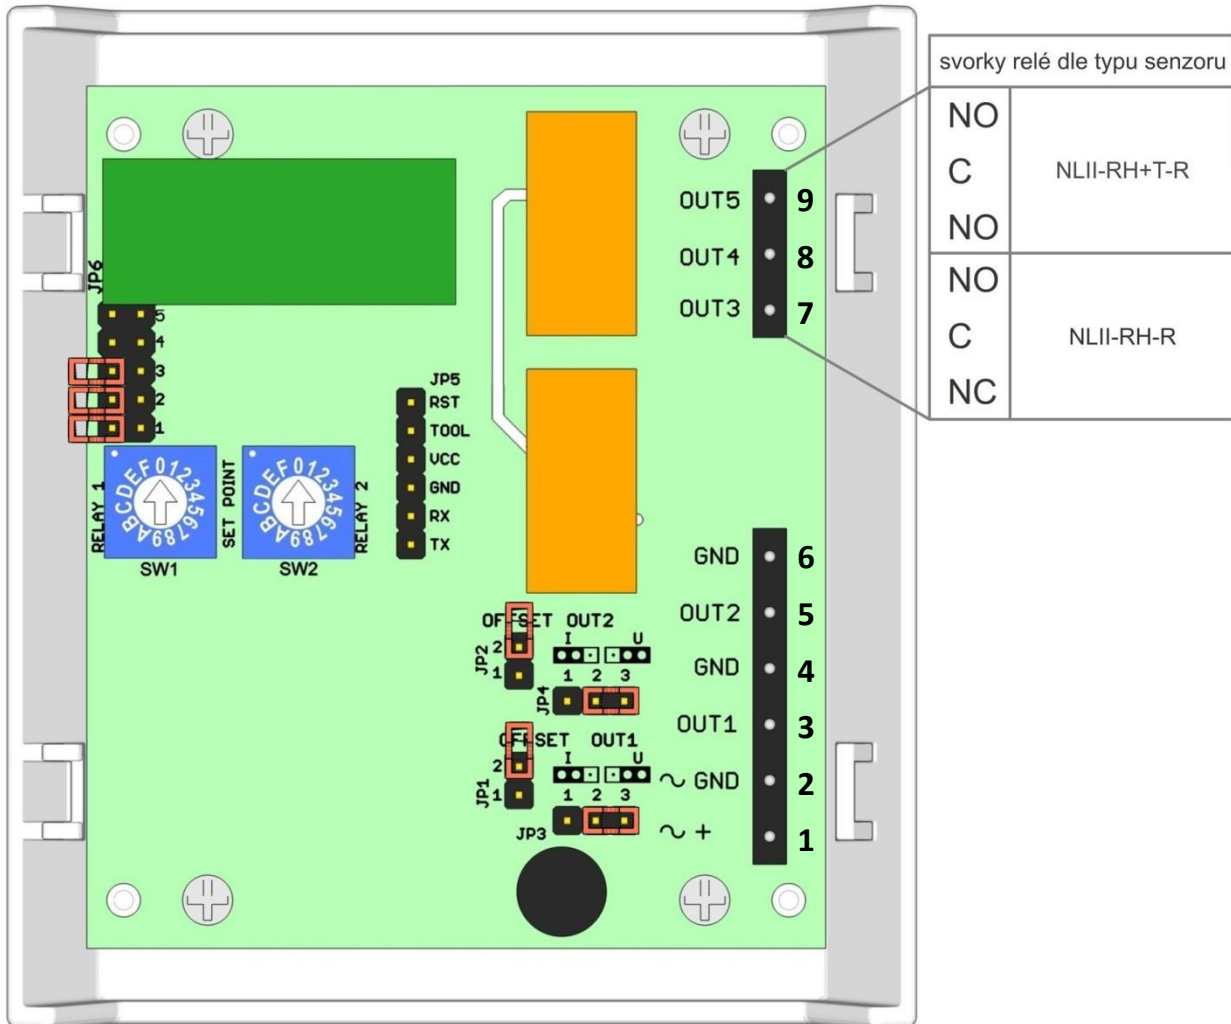 svorky relé dle typu senzoru
NO
C
NO
NLII-RH+T-R
NO
C
NC
NLII-RH-R
OUT5 9
OUT4 8
OUT3 7
JP6
5
4
3
2
1
JP5
RST
TOOL
VCC
GND
RX
TX
RELAY 1
0123456789ABCDEF
SW1
SET POINT
0123456789ABCDEF
SW2
RELAY 2
GND 6
OUT2 5
GND 4
OUT1 3
~ GND 2
~ + 1
OFFSET OUT2
I U
JP2
2
1
1 2 3
JP4
OFFSET OUT1
I U
JP1
2
1
1 2 3
JP3